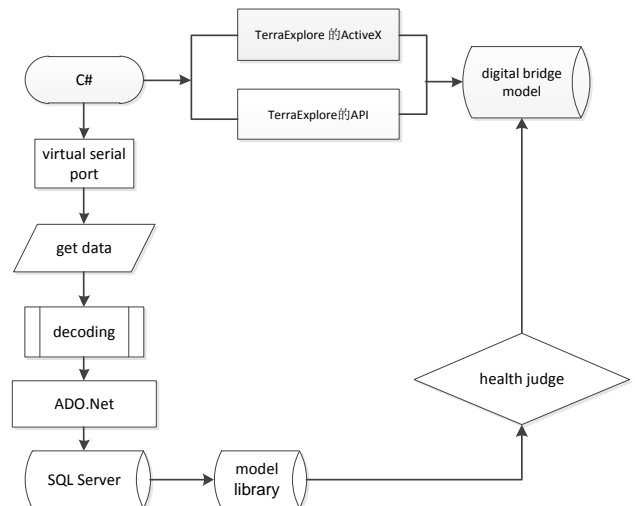 TerraExplore 的ActiveX
C#
digital bridge
model
TerraExplore的API
virtual serial
port
get data
decoding
health judge
ADO.Net
SQL Server
model
library